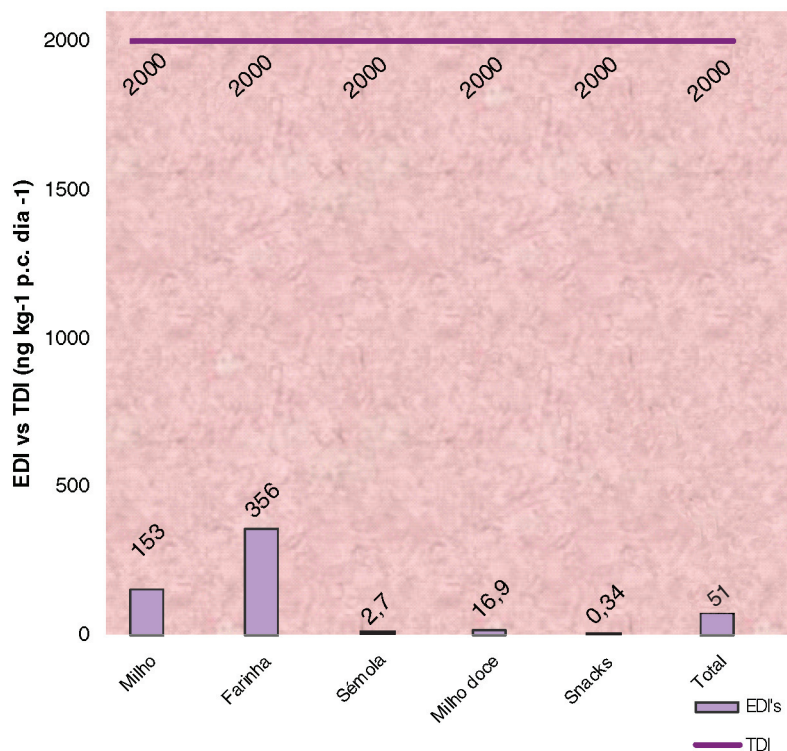 EDI vs TDI (ng kg-1 p.c. dia -1)
2000
1500
1000
500
0
2000 2000 2000 2000 2000 2000
153 356 2,7 16,9 0,34 51
Milho Farinha Sémola Milho doce Snacks Total
EDI's
TDI